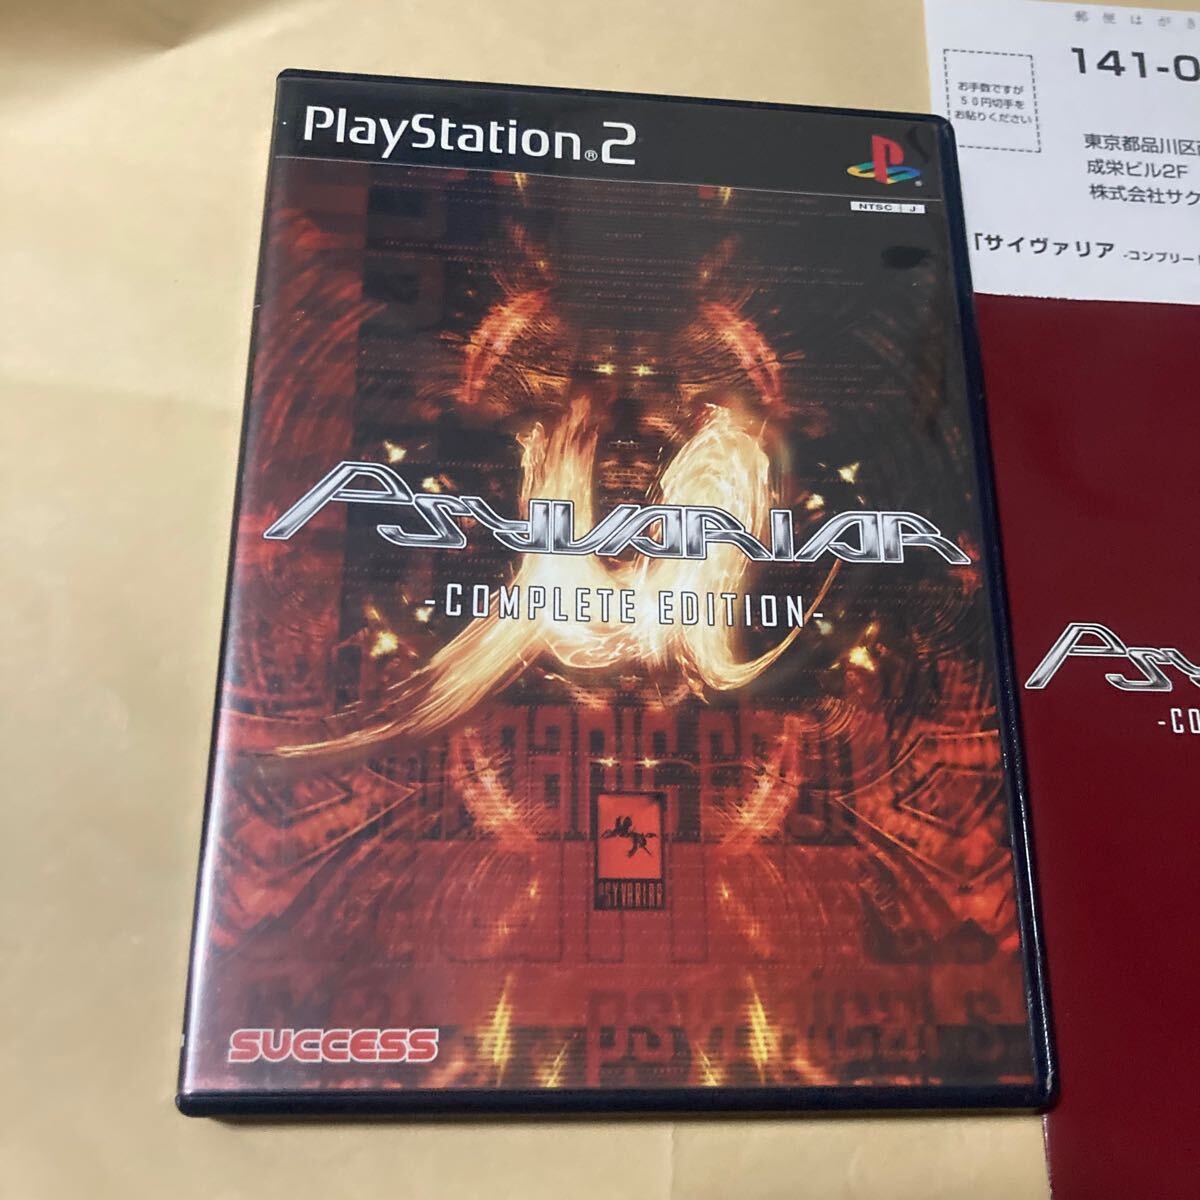 PlayStation®2
NTSC J
PSYVARIAR
-COMPLETE EDITION-
PSYVARIAR
SUCCESS
郵便はがき
141-0
お手数ですが
50円切手を
お貼りください
東京都品川区西
成栄ビル2F
株式会社サク
「サイヴァリア -コンプリート
PSY
-CO